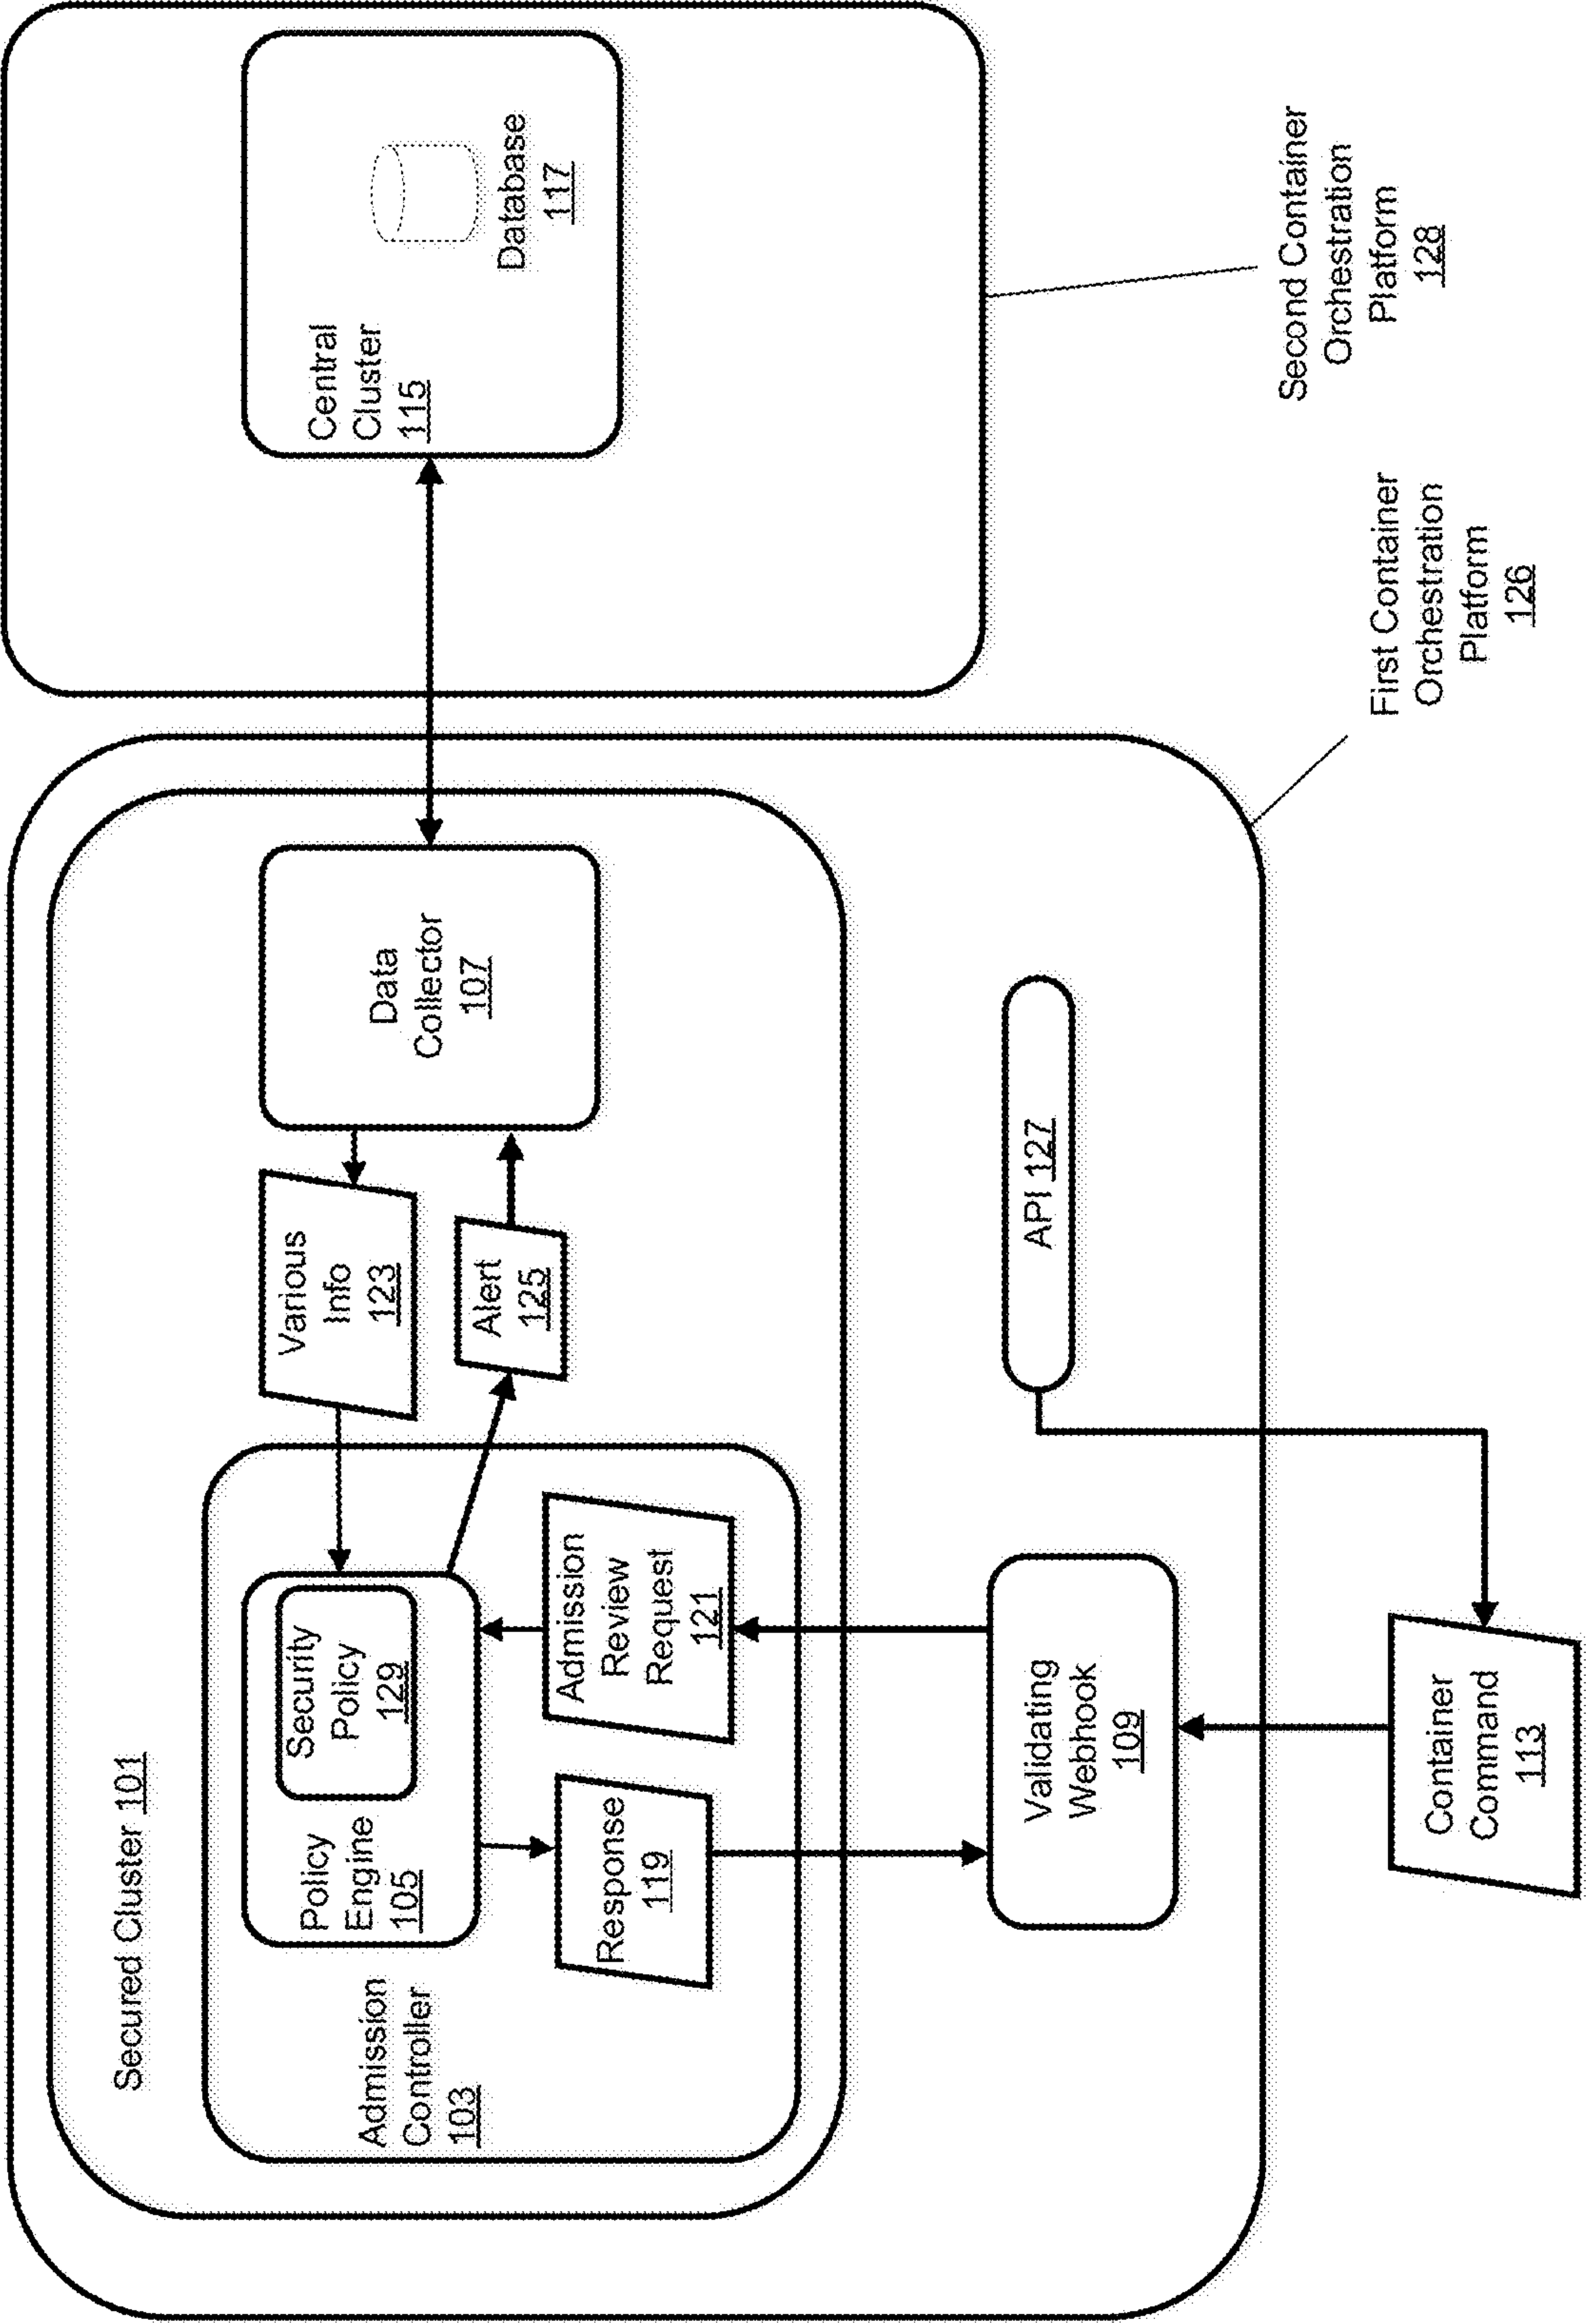 Secured Cluster 101
Admission
Controller
103
Policy
Engine
105
Security
Policy
129
Various
Info
123
Data
Collector
107
Alert
125
Response
119
Admission
Review
Request
121
Central
Cluster
115
Database
117
Validating
Webhook
109
API 127
Container
Command
113
First Container
Orchestration
Platform
126
Second Container
Orchestration
Platform
128